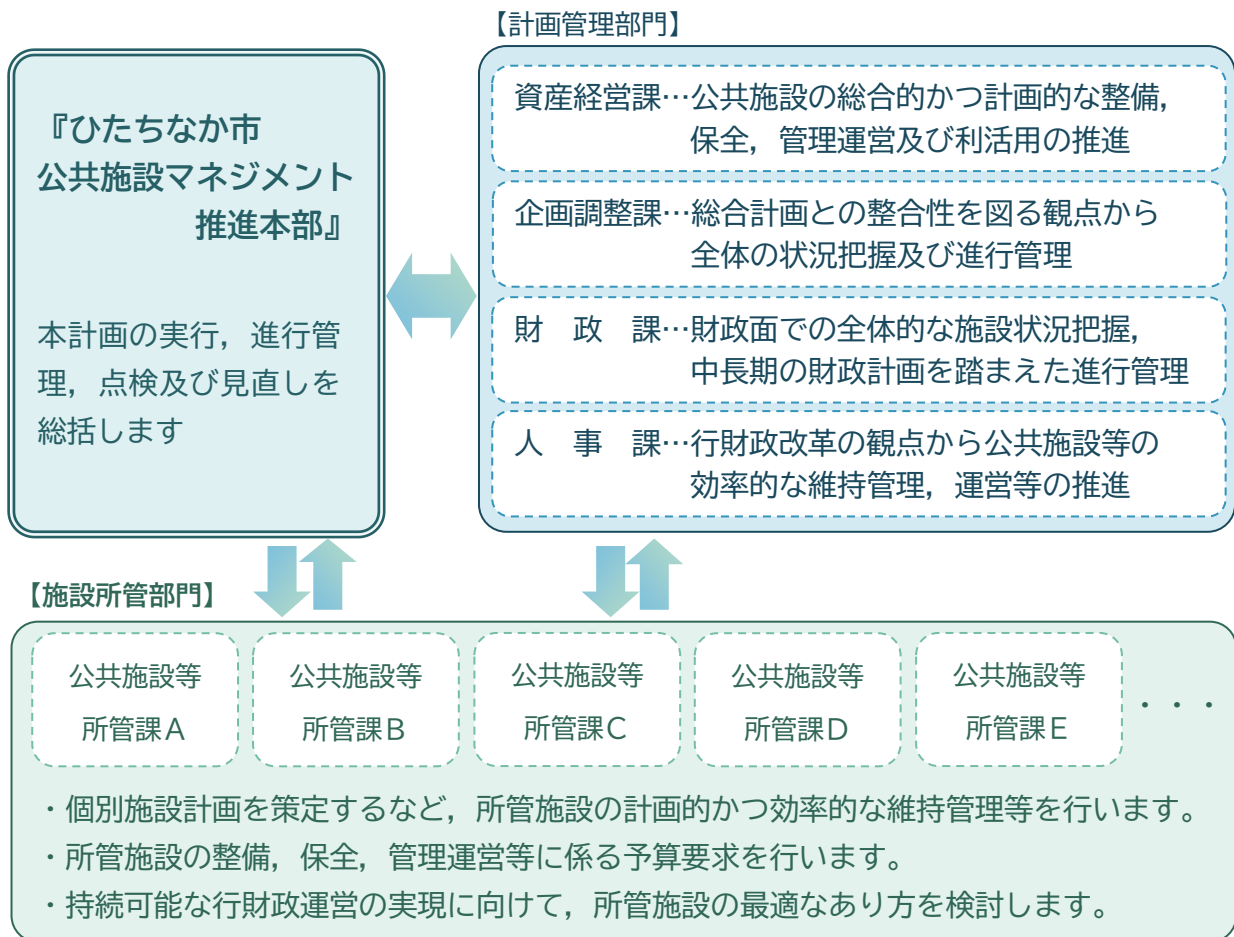 『ひたちなか市
公共施設マネジメント
推進本部』
本計画の実行，進行管
理，点検及び見直しを
総括します
【計画管理部門】
資産経営課…公共施設の総合的かつ計画的な整備，
保全，管理運営及び利活用の推進
企画調整課…総合計画との整合性を図る観点から
全体の状況把握及び進行管理
財　政　課…財政面での全体的な施設状況把握，
中長期の財政計画を踏まえた進行管理
人　事　課…行財政改革の観点から公共施設等の
効率的な維持管理，運営等の推進
【施設所管部門】
公共施設等
所管課Ａ
公共施設等
所管課Ｂ
公共施設等
所管課Ｃ
公共施設等
所管課Ｄ
公共施設等
所管課Ｅ
・・・
・個別施設計画を策定するなど，所管施設の計画的かつ効率的な維持管理等を行います。
・所管施設の整備，保全，管理運営等に係る予算要求を行います。
・持続可能な行財政運営の実現に向けて，所管施設の最適なあり方を検討します。